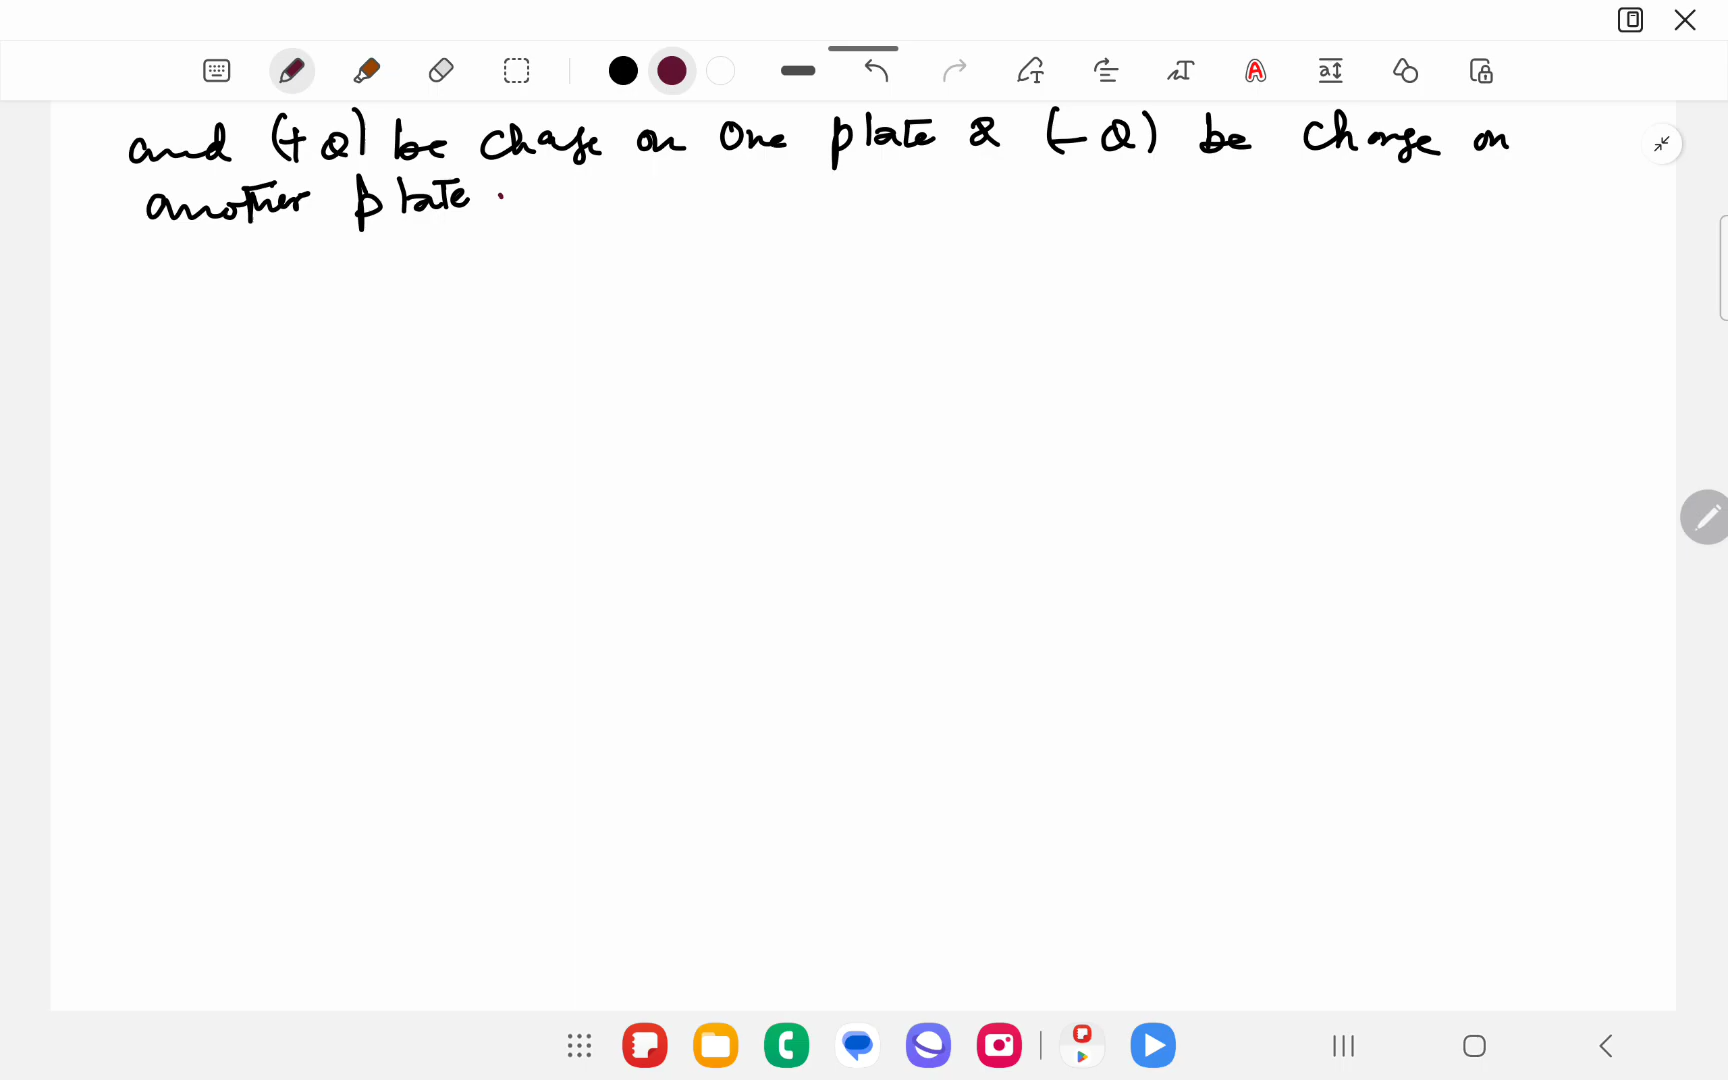 and (+Q) be charge on one plate & (-Q) be charge on
another plate .